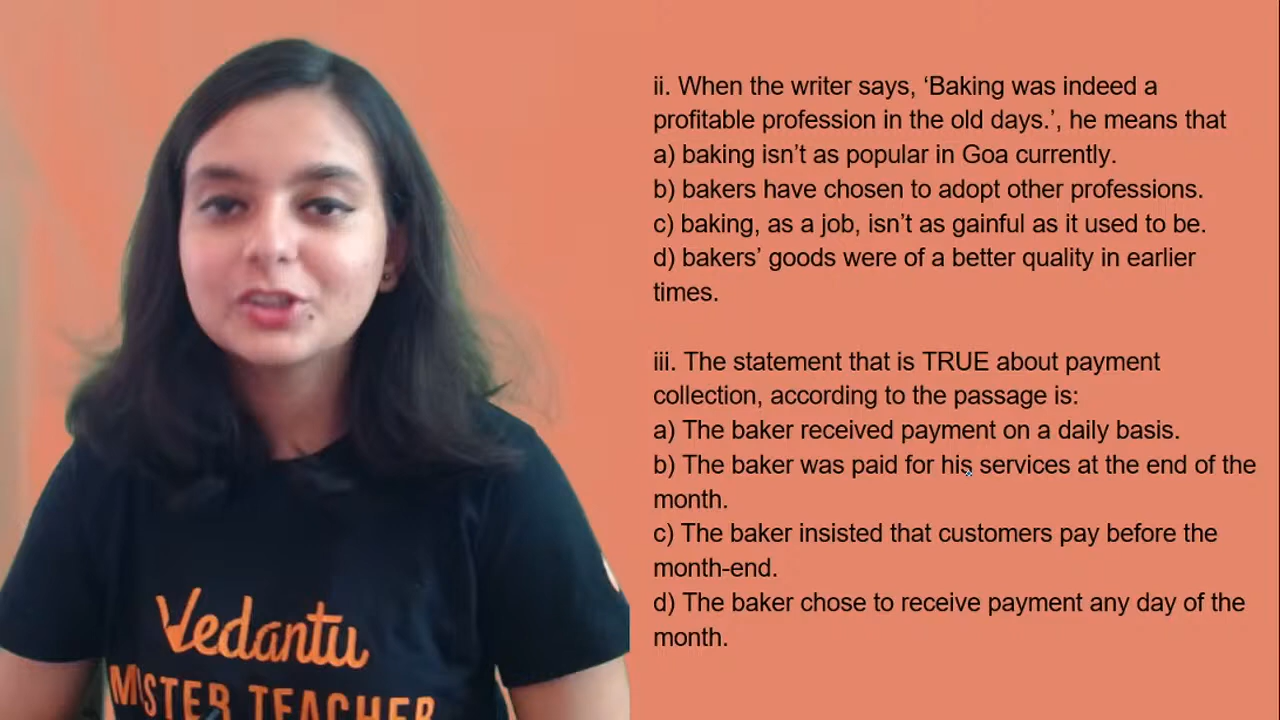 ii. When the writer says, ‘Baking was indeed a
profitable profession in the old days.’, he means that
a) baking isn’t as popular in Goa currently.
b) bakers have chosen to adopt other professions.
c) baking, as a job, isn’t as gainful as it used to be.
d) bakers’ goods were of a better quality in earlier
times.
iii. The statement that is TRUE about payment
collection, according to the passage is:
a) The baker received payment on a daily basis.
b) The baker was paid for his services at the end of the
month.
c) The baker insisted that customers pay before the
month-end.
d) The baker chose to receive payment any day of the
month.
Vedantu
MASTER TEACHER